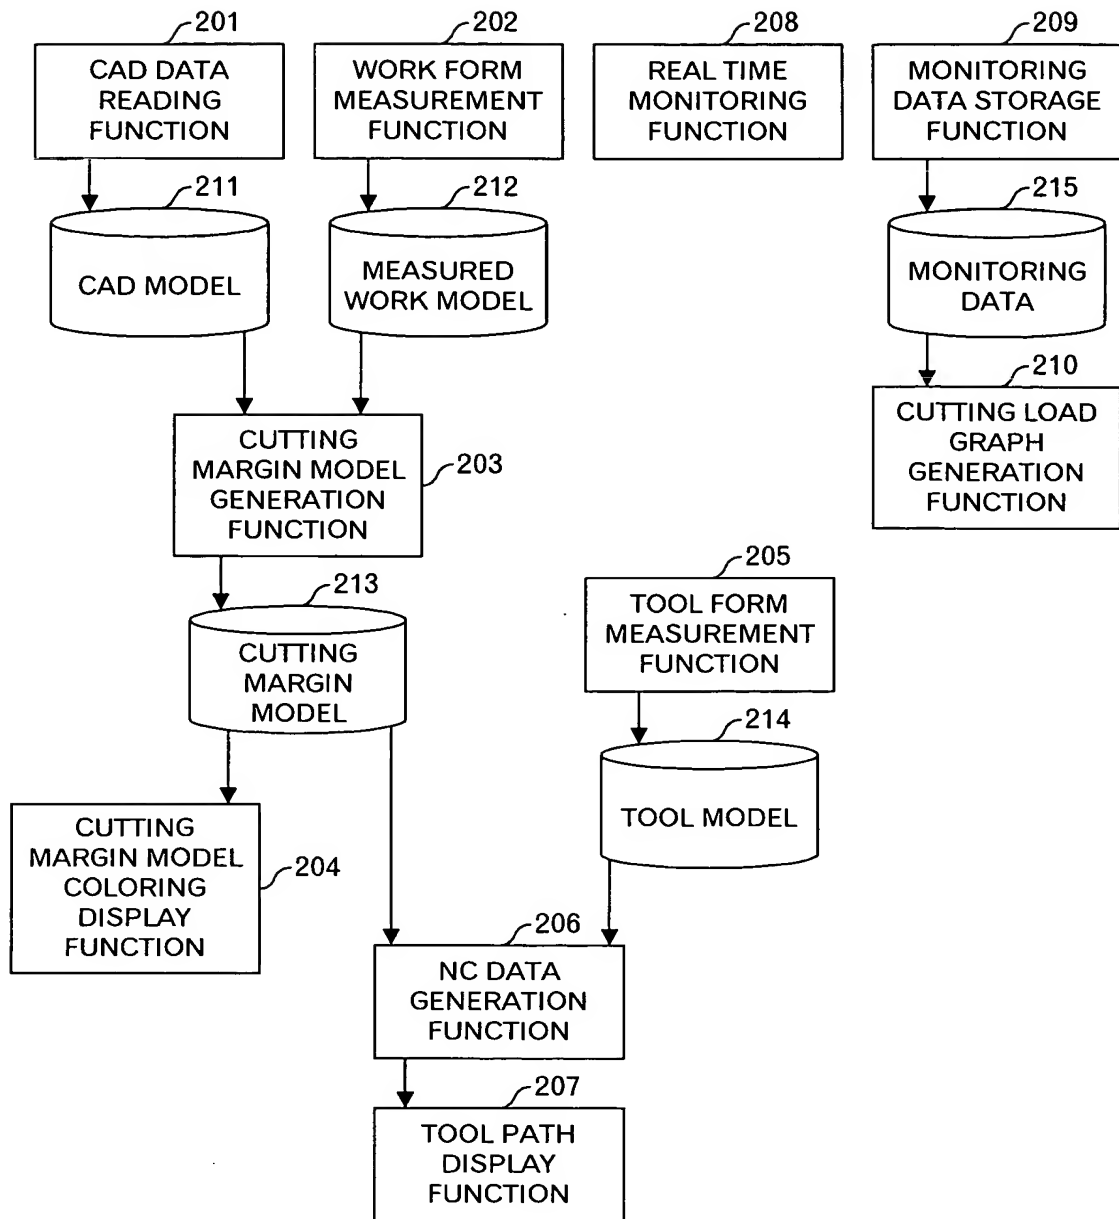 201
CAD DATA
READING
FUNCTION
202
WORK FORM
MEASUREMENT
FUNCTION
208
REAL TIME
MONITORING
FUNCTION
209
MONITORING
DATA STORAGE
FUNCTION
211
CAD MODEL
212
MEASURED
WORK MODEL
215
MONITORING
DATA
210
CUTTING LOAD
GRAPH
GENERATION
FUNCTION
CUTTING
MARGIN MODEL
GENERATION
FUNCTION
203
213
CUTTING
MARGIN
MODEL
205
TOOL FORM
MEASUREMENT
FUNCTION
214
TOOL MODEL
CUTTING
MARGIN MODEL
COLORING
DISPLAY
FUNCTION
204
206
NC DATA
GENERATION
FUNCTION
207
TOOL PATH
DISPLAY
FUNCTION